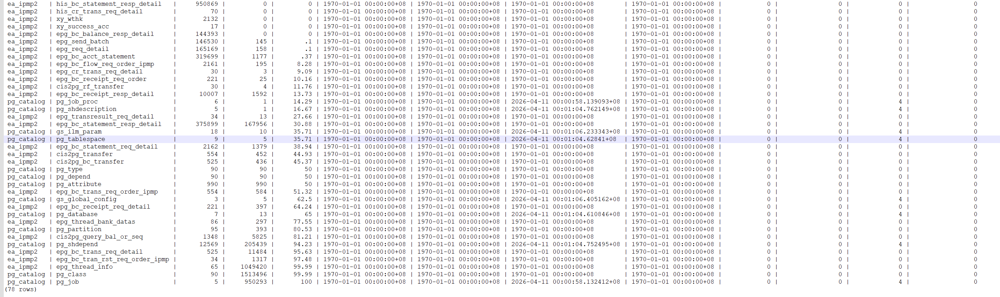 ea_ipmp2 | his_bc_statement_resp_detail | 950869 | 0 | 0 | 1970-01-01 00:00:00+08 | 1970-01-01 00:00:00+08 | 1970-01-01 00:00:00+08 | 1970-01-01 00:00:00+08 | 0 | 0 | 0 | 0
ea_ipmp2 | his_cr_trans_req_detail | 70 | 0 | 0 | 1970-01-01 00:00:00+08 | 1970-01-01 00:00:00+08 | 1970-01-01 00:00:00+08 | 1970-01-01 00:00:00+08 | 0 | 0 | 0 | 0
ea_ipmp2 | xy_wthk | 2132 | 0 | 0 | 1970-01-01 00:00:00+08 | 1970-01-01 00:00:00+08 | 1970-01-01 00:00:00+08 | 1970-01-01 00:00:00+08 | 0 | 0 | 0 | 0
ea_ipmp2 | xy_success_acc | 17 | 0 | 0 | 1970-01-01 00:00:00+08 | 1970-01-01 00:00:00+08 | 1970-01-01 00:00:00+08 | 1970-01-01 00:00:00+08 | 0 | 0 | 0 | 0
ea_ipmp2 | epg_bc_balance_resp_detail | 144393 | 0 | 0 | 1970-01-01 00:00:00+08 | 1970-01-01 00:00:00+08 | 1970-01-01 00:00:00+08 | 1970-01-01 00:00:00+08 | 0 | 0 | 0 | 0
ea_ipmp2 | epg_send_batch | 146530 | 145 | .1 | 1970-01-01 00:00:00+08 | 1970-01-01 00:00:00+08 | 1970-01-01 00:00:00+08 | 1970-01-01 00:00:00+08 | 0 | 0 | 0 | 0
ea_ipmp2 | epg_req_detail | 165169 | 158 | .1 | 1970-01-01 00:00:00+08 | 1970-01-01 00:00:00+08 | 1970-01-01 00:00:00+08 | 1970-01-01 00:00:00+08 | 0 | 0 | 0 | 0
ea_ipmp2 | epg_bc_acct_statement | 319699 | 1177 | .37 | 1970-01-01 00:00:00+08 | 1970-01-01 00:00:00+08 | 1970-01-01 00:00:00+08 | 1970-01-01 00:00:00+08 | 0 | 0 | 0 | 0
ea_ipmp2 | epg_bc_flow_req_order_ipmp | 2161 | 195 | 8.28 | 1970-01-01 00:00:00+08 | 1970-01-01 00:00:00+08 | 1970-01-01 00:00:00+08 | 1970-01-01 00:00:00+08 | 0 | 0 | 0 | 0
ea_ipmp2 | epg_cr_trans_req_detail | 30 | 3 | 9.09 | 1970-01-01 00:00:00+08 | 1970-01-01 00:00:00+08 | 1970-01-01 00:00:00+08 | 1970-01-01 00:00:00+08 | 0 | 0 | 0 | 0
ea_ipmp2 | epg_bc_receipt_req_order | 221 | 25 | 10.16 | 1970-01-01 00:00:00+08 | 1970-01-01 00:00:00+08 | 1970-01-01 00:00:00+08 | 1970-01-01 00:00:00+08 | 0 | 0 | 0 | 0
ea_ipmp2 | cis2pg_rf_transfer | 30 | 4 | 11.76 | 1970-01-01 00:00:00+08 | 1970-01-01 00:00:00+08 | 1970-01-01 00:00:00+08 | 1970-01-01 00:00:00+08 | 0 | 0 | 0 | 0
ea_ipmp2 | epg_bc_receipt_resp_detail | 10007 | 1592 | 13.73 | 1970-01-01 00:00:00+08 | 1970-01-01 00:00:00+08 | 1970-01-01 00:00:00+08 | 1970-01-01 00:00:00+08 | 0 | 0 | 0 | 0
pg_catalog | pg_job_proc | 6 | 1 | 14.29 | 1970-01-01 00:00:00+08 | 1970-01-01 00:00:00+08 | 2026-04-11 00:00:58.139093+08 | 1970-01-01 00:00:00+08 | 0 | 0 | 4 | 0
pg_catalog | pg_shdescription | 5 | 1 | 16.67 | 1970-01-01 00:00:00+08 | 1970-01-01 00:00:00+08 | 2026-04-11 00:01:04.762149+08 | 1970-01-01 00:00:00+08 | 0 | 0 | 4 | 0
ea_ipmp2 | epg_transresult_req_detail | 34 | 13 | 27.66 | 1970-01-01 00:00:00+08 | 1970-01-01 00:00:00+08 | 1970-01-01 00:00:00+08 | 1970-01-01 00:00:00+08 | 0 | 0 | 0 | 0
ea_ipmp2 | epg_bc_statement_resp_detail | 375899 | 167956 | 30.88 | 1970-01-01 00:00:00+08 | 1970-01-01 00:00:00+08 | 1970-01-01 00:00:00+08 | 1970-01-01 00:00:00+08 | 0 | 0 | 0 | 0
pg_catalog | gs_ilm_param | 18 | 10 | 35.71 | 1970-01-01 00:00:00+08 | 1970-01-01 00:00:00+08 | 2026-04-11 00:01:06.233343+08 | 1970-01-01 00:00:00+08 | 0 | 0 | 4 | 0
pg_catalog | pg_tablespace | 9 | 5 | 35.71 | 1970-01-01 00:00:00+08 | 1970-01-01 00:00:00+08 | 2026-04-11 00:01:04.62841+08 | 1970-01-01 00:00:00+08 | 0 | 0 | 4 | 0
ea_ipmp2 | epg_bc_statement_req_detail | 2162 | 1379 | 38.94 | 1970-01-01 00:00:00+08 | 1970-01-01 00:00:00+08 | 1970-01-01 00:00:00+08 | 1970-01-01 00:00:00+08 | 0 | 0 | 0 | 0
ea_ipmp2 | cis2pg_transfer | 554 | 452 | 44.93 | 1970-01-01 00:00:00+08 | 1970-01-01 00:00:00+08 | 1970-01-01 00:00:00+08 | 1970-01-01 00:00:00+08 | 0 | 0 | 0 | 0
ea_ipmp2 | cis2pg_bc_transfer | 525 | 436 | 45.37 | 1970-01-01 00:00:00+08 | 1970-01-01 00:00:00+08 | 1970-01-01 00:00:00+08 | 1970-01-01 00:00:00+08 | 0 | 0 | 0 | 0
pg_catalog | pg_type | 90 | 90 | 50 | 1970-01-01 00:00:00+08 | 1970-01-01 00:00:00+08 | 1970-01-01 00:00:00+08 | 1970-01-01 00:00:00+08 | 0 | 0 | 0 | 0
pg_catalog | pg_depend | 90 | 90 | 50 | 1970-01-01 00:00:00+08 | 1970-01-01 00:00:00+08 | 1970-01-01 00:00:00+08 | 1970-01-01 00:00:00+08 | 0 | 0 | 0 | 0
pg_catalog | pg_attribute | 990 | 990 | 50 | 1970-01-01 00:00:00+08 | 1970-01-01 00:00:00+08 | 1970-01-01 00:00:00+08 | 1970-01-01 00:00:00+08 | 0 | 0 | 0 | 0
ea_ipmp2 | epg_bc_trans_req_order_ipmp | 554 | 584 | 51.32 | 1970-01-01 00:00:00+08 | 1970-01-01 00:00:00+08 | 1970-01-01 00:00:00+08 | 1970-01-01 00:00:00+08 | 0 | 0 | 0 | 0
pg_catalog | gs_global_config | 3 | 5 | 62.5 | 1970-01-01 00:00:00+08 | 1970-01-01 00:00:00+08 | 2026-04-11 00:01:06.405162+08 | 1970-01-01 00:00:00+08 | 0 | 0 | 4 | 0
ea_ipmp2 | epg_bc_receipt_req_detail | 221 | 397 | 64.24 | 1970-01-01 00:00:00+08 | 1970-01-01 00:00:00+08 | 1970-01-01 00:00:00+08 | 1970-01-01 00:00:00+08 | 0 | 0 | 0 | 0
pg_catalog | pg_database | 7 | 13 | 65 | 1970-01-01 00:00:00+08 | 1970-01-01 00:00:00+08 | 2026-04-11 00:01:04.610846+08 | 1970-01-01 00:00:00+08 | 0 | 0 | 4 | 0
ea_ipmp2 | epg_thread_bank_datas | 86 | 297 | 77.55 | 1970-01-01 00:00:00+08 | 1970-01-01 00:00:00+08 | 1970-01-01 00:00:00+08 | 1970-01-01 00:00:00+08 | 0 | 0 | 0 | 0
pg_catalog | pg_partition | 95 | 393 | 80.53 | 1970-01-01 00:00:00+08 | 1970-01-01 00:00:00+08 | 1970-01-01 00:00:00+08 | 1970-01-01 00:00:00+08 | 0 | 0 | 0 | 0
ea_ipmp2 | cis2pg_query_bal_or_seq | 1348 | 5825 | 81.21 | 1970-01-01 00:00:00+08 | 1970-01-01 00:00:00+08 | 1970-01-01 00:00:00+08 | 1970-01-01 00:00:00+08 | 0 | 0 | 0 | 0
pg_catalog | pg_shdepend | 12569 | 205439 | 94.23 | 1970-01-01 00:00:00+08 | 1970-01-01 00:00:00+08 | 2026-04-11 00:01:04.752495+08 | 1970-01-01 00:00:00+08 | 0 | 0 | 4 | 0
ea_ipmp2 | epg_bc_trans_req_detail | 525 | 11484 | 95.63 | 1970-01-01 00:00:00+08 | 1970-01-01 00:00:00+08 | 1970-01-01 00:00:00+08 | 1970-01-01 00:00:00+08 | 0 | 0 | 0 | 0
ea_ipmp2 | epg_bc_tran_rst_req_order_ipmp | 34 | 1317 | 97.48 | 1970-01-01 00:00:00+08 | 1970-01-01 00:00:00+08 | 1970-01-01 00:00:00+08 | 1970-01-01 00:00:00+08 | 0 | 0 | 0 | 0
ea_ipmp2 | epg_thread_info | 65 | 1049420 | 99.99 | 1970-01-01 00:00:00+08 | 1970-01-01 00:00:00+08 | 1970-01-01 00:00:00+08 | 1970-01-01 00:00:00+08 | 0 | 0 | 0 | 0
pg_catalog | pg_class | 90 | 1513496 | 99.99 | 1970-01-01 00:00:00+08 | 1970-01-01 00:00:00+08 | 1970-01-01 00:00:00+08 | 1970-01-01 00:00:00+08 | 0 | 0 | 0 | 0
pg_catalog | pg_job | 5 | 950293 | 100 | 1970-01-01 00:00:00+08 | 1970-01-01 00:00:00+08 | 2026-04-11 00:00:58.132412+08 | 1970-01-01 00:00:00+08 | 0 | 0 | 4 | 0
(78 rows)